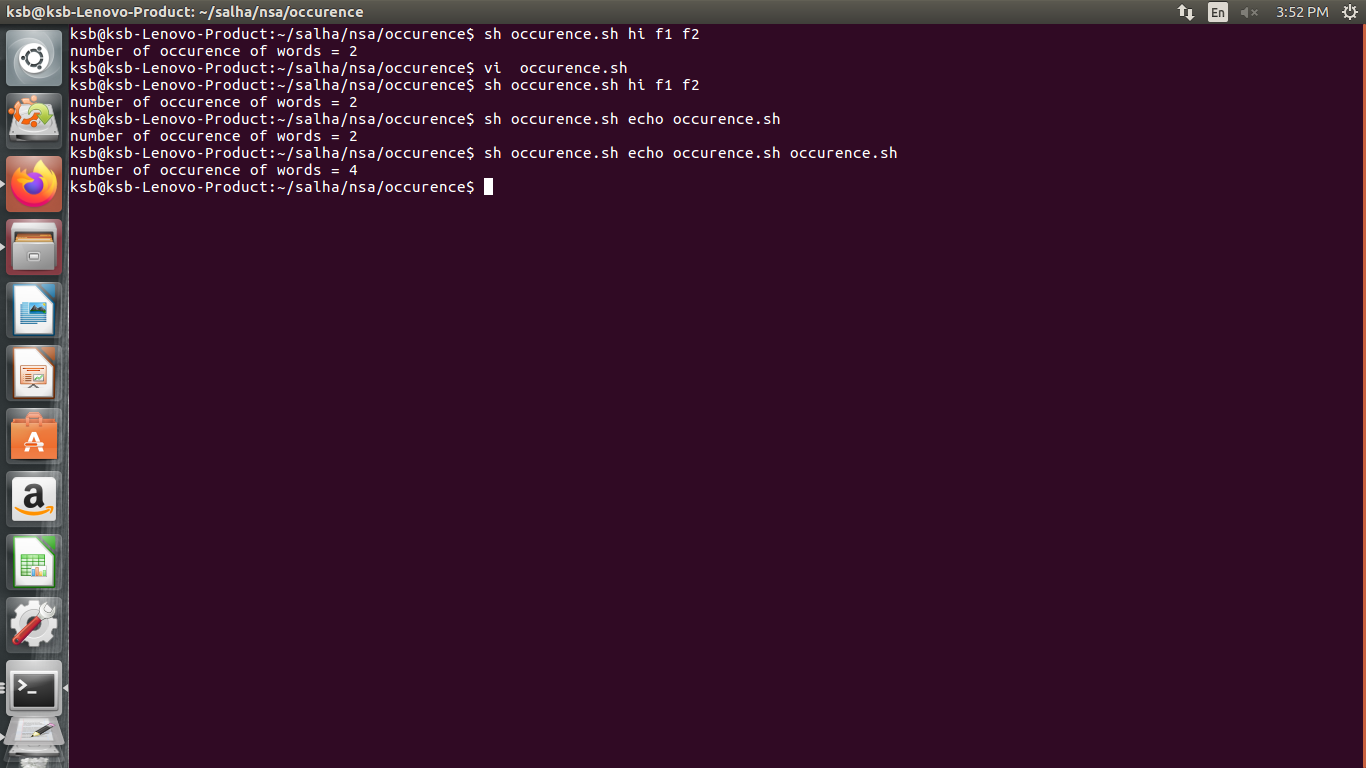 ksb@ksb-Lenovo-Product: ~/salha/nsa/occurence
En
3:52 PM
ksb@ksb-Lenovo-Product:~/salha/nsa/occurence$ sh occurence.sh hi f1 f2
number of occurence of words = 2
ksb@ksb-Lenovo-Product:~/salha/nsa/occurence$ vi  occurence.sh
ksb@ksb-Lenovo-Product:~/salha/nsa/occurence$ sh occurence.sh hi f1 f2
number of occurence of words = 2
ksb@ksb-Lenovo-Product:~/salha/nsa/occurence$ sh occurence.sh echo occurence.sh
number of occurence of words = 2
ksb@ksb-Lenovo-Product:~/salha/nsa/occurence$ sh occurence.sh echo occurence.sh occurence.sh
number of occurence of words = 4
ksb@ksb-Lenovo-Product:~/salha/nsa/occurence$